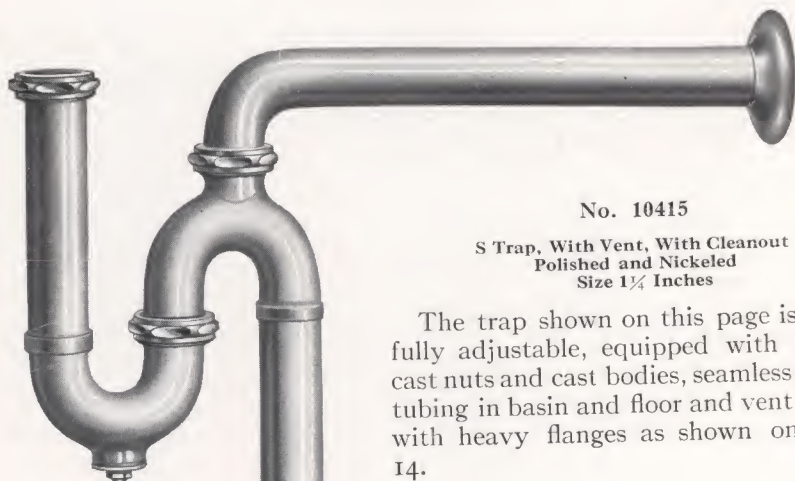 No. 10415
S Trap, With Vent, With Cleanout
Polished and Nickeled
Size 1¼ Inches
The trap shown on this page is
fully adjustable, equipped with
cast nuts and cast bodies, seamless
tubing in basin and floor and vent
with heavy flanges as shown on
14.